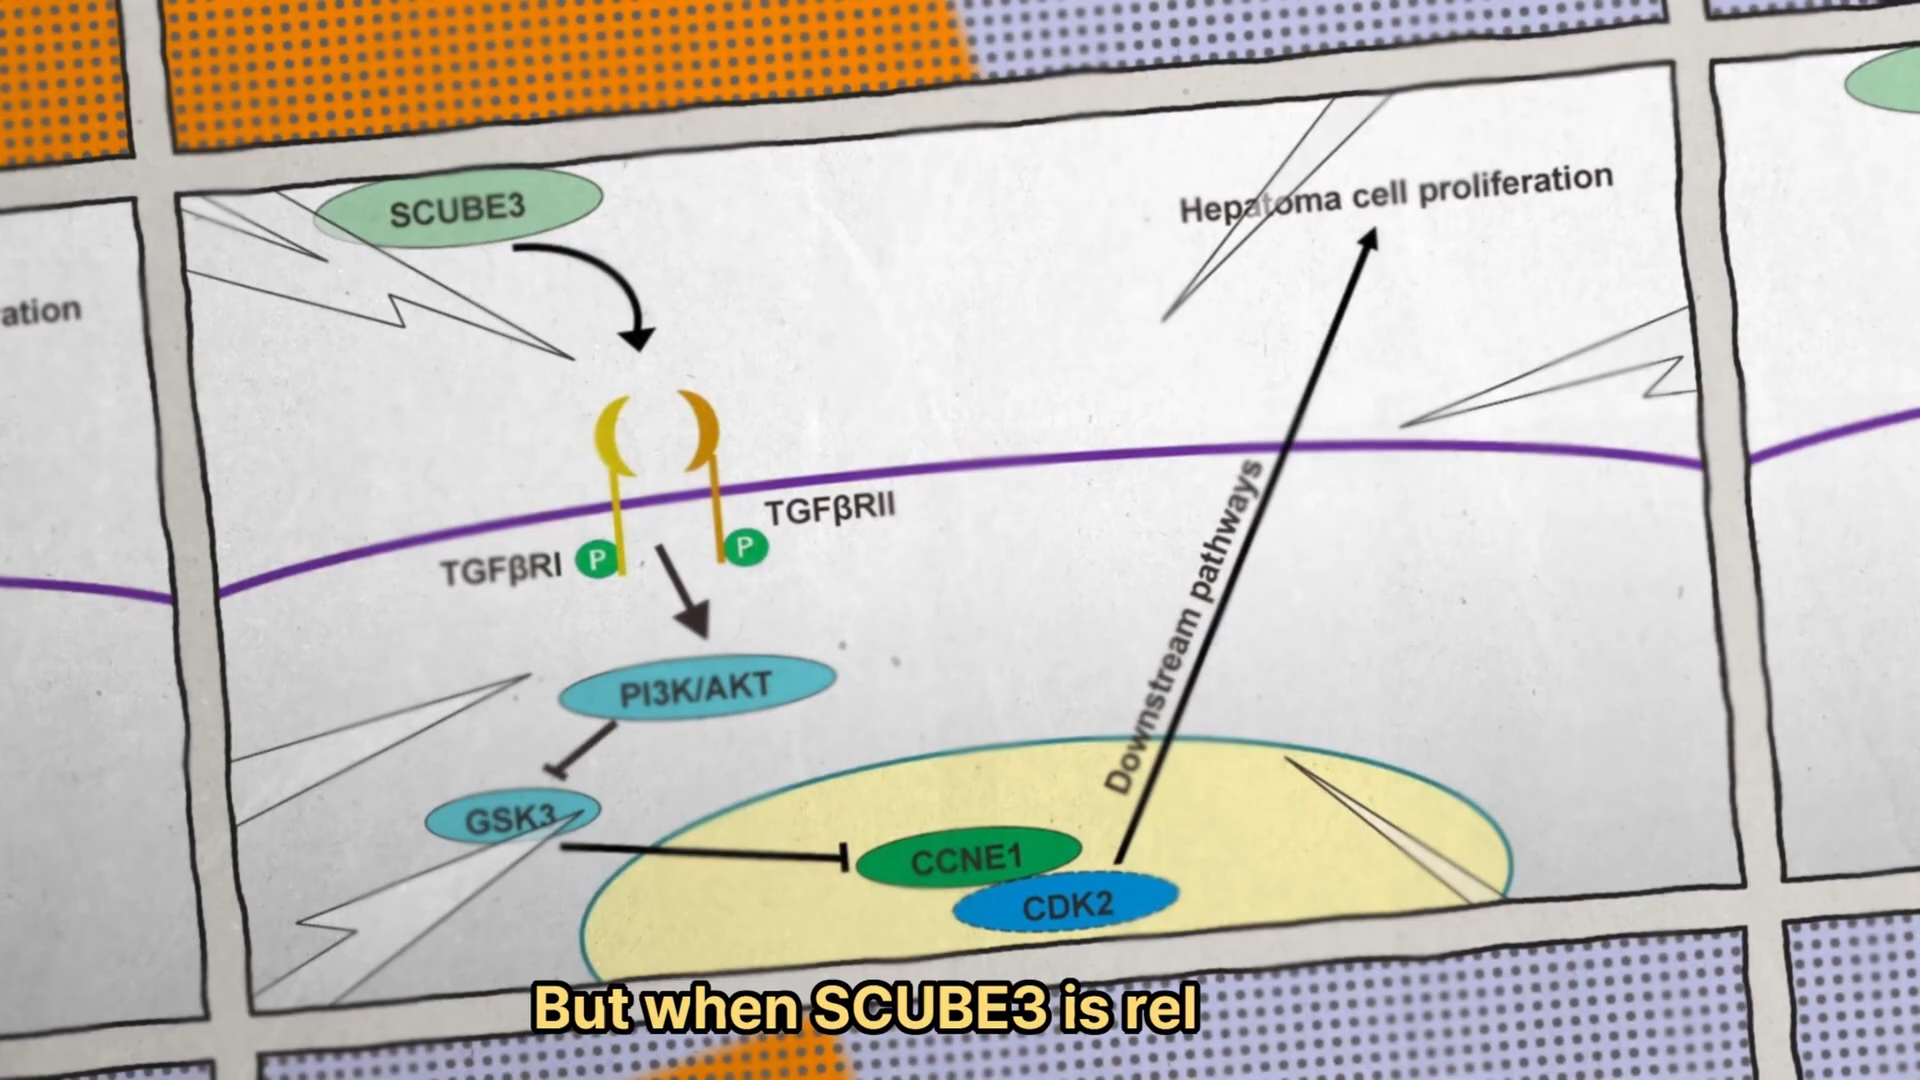 SCUBE3
Hepatoma cell proliferation
ation
TGFβRII
TGFβRI
P
P
Downstream pathways
PI3K/AKT
GSK3
CCNE1
CDK2
But when SCUBE3 is rel